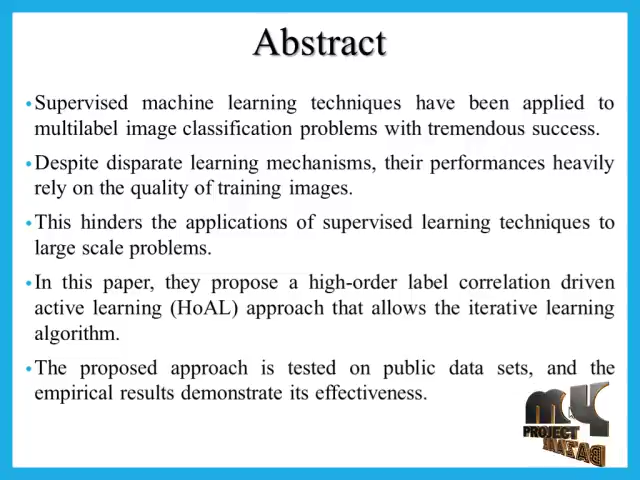 Abstract
•Supervised machine learning techniques have been applied to
multilabel image classification problems with tremendous success.
•Despite disparate learning mechanisms, their performances heavily
rely on the quality of training images.
•This hinders the applications of supervised learning techniques to
large scale problems.
•In this paper, they propose a high-order label correlation driven
active learning (HoAL) approach that allows the iterative learning
algorithm.
•The proposed approach is tested on public data sets, and the
empirical results demonstrate its effectiveness.
MY
PROJECT
BAZAAR